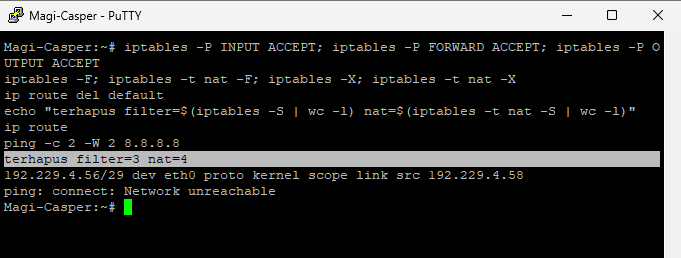 Magi-Casper - PuTTY
Magi-Casper:~# iptables -P INPUT ACCEPT; iptables -P FORWARD ACCEPT; iptables -P O
UTPUT ACCEPT
iptables -F; iptables -t nat -F; iptables -X; iptables -t nat -X
ip route del default
echo "terhapus filter=$(iptables -S | wc -l) nat=$(iptables -t nat -S | wc -l)"
ip route
ping -c 2 -W 2 8.8.8.8
terhapus filter=3 nat=4
192.229.4.56/29 dev eth0 proto kernel scope link src 192.229.4.58
ping: connect: Network unreachable
Magi-Casper:~#